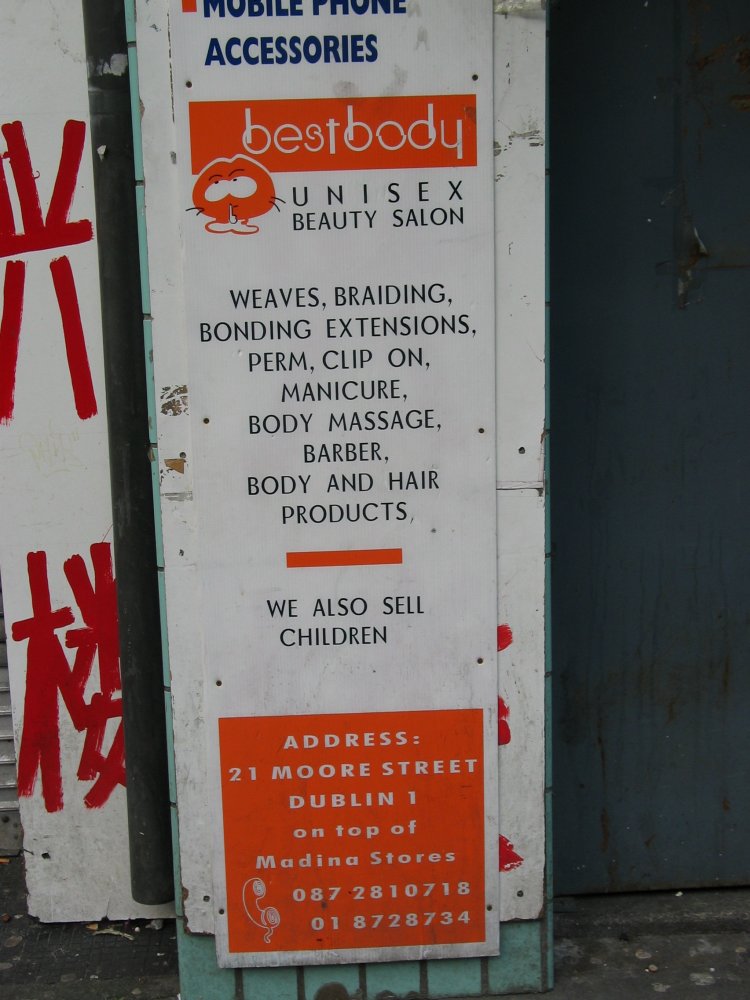 MOBILE PHONE
ACCESSORIES
bestbody
UNISEX
BEAUTY SALON
WEAVES, BRAIDING,
BONDING EXTENSIONS,
PERM, CLIP ON,
MANICURE,
BODY MASSAGE,
BARBER,
BODY AND HAIR
PRODUCTS,
WE ALSO SELL
CHILDREN
ADDRESS:
21 MOORE STREET
DUBLIN 1
on top of
Madina Stores
087 2810718
01 8728734
楼